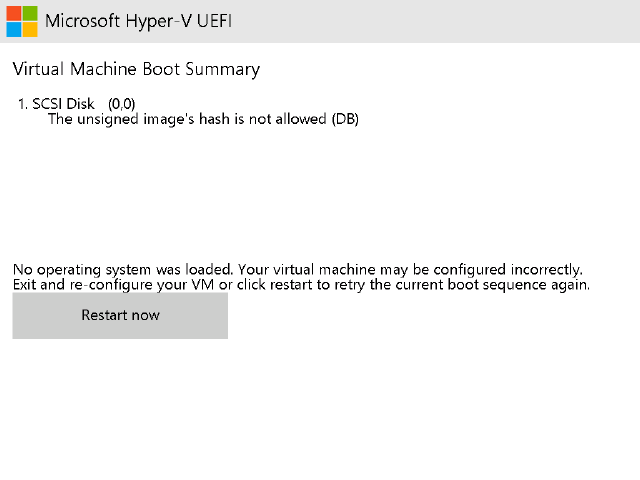 Microsoft Hyper-V UEFI
Virtual Machine Boot Summary
1. SCSI Disk (0,0)
The unsigned image's hash is not allowed (DB)
No operating system was loaded. Your virtual machine may be configured incorrectly.
Exit and re-configure your VM or click restart to retry the current boot sequence again.
Restart now